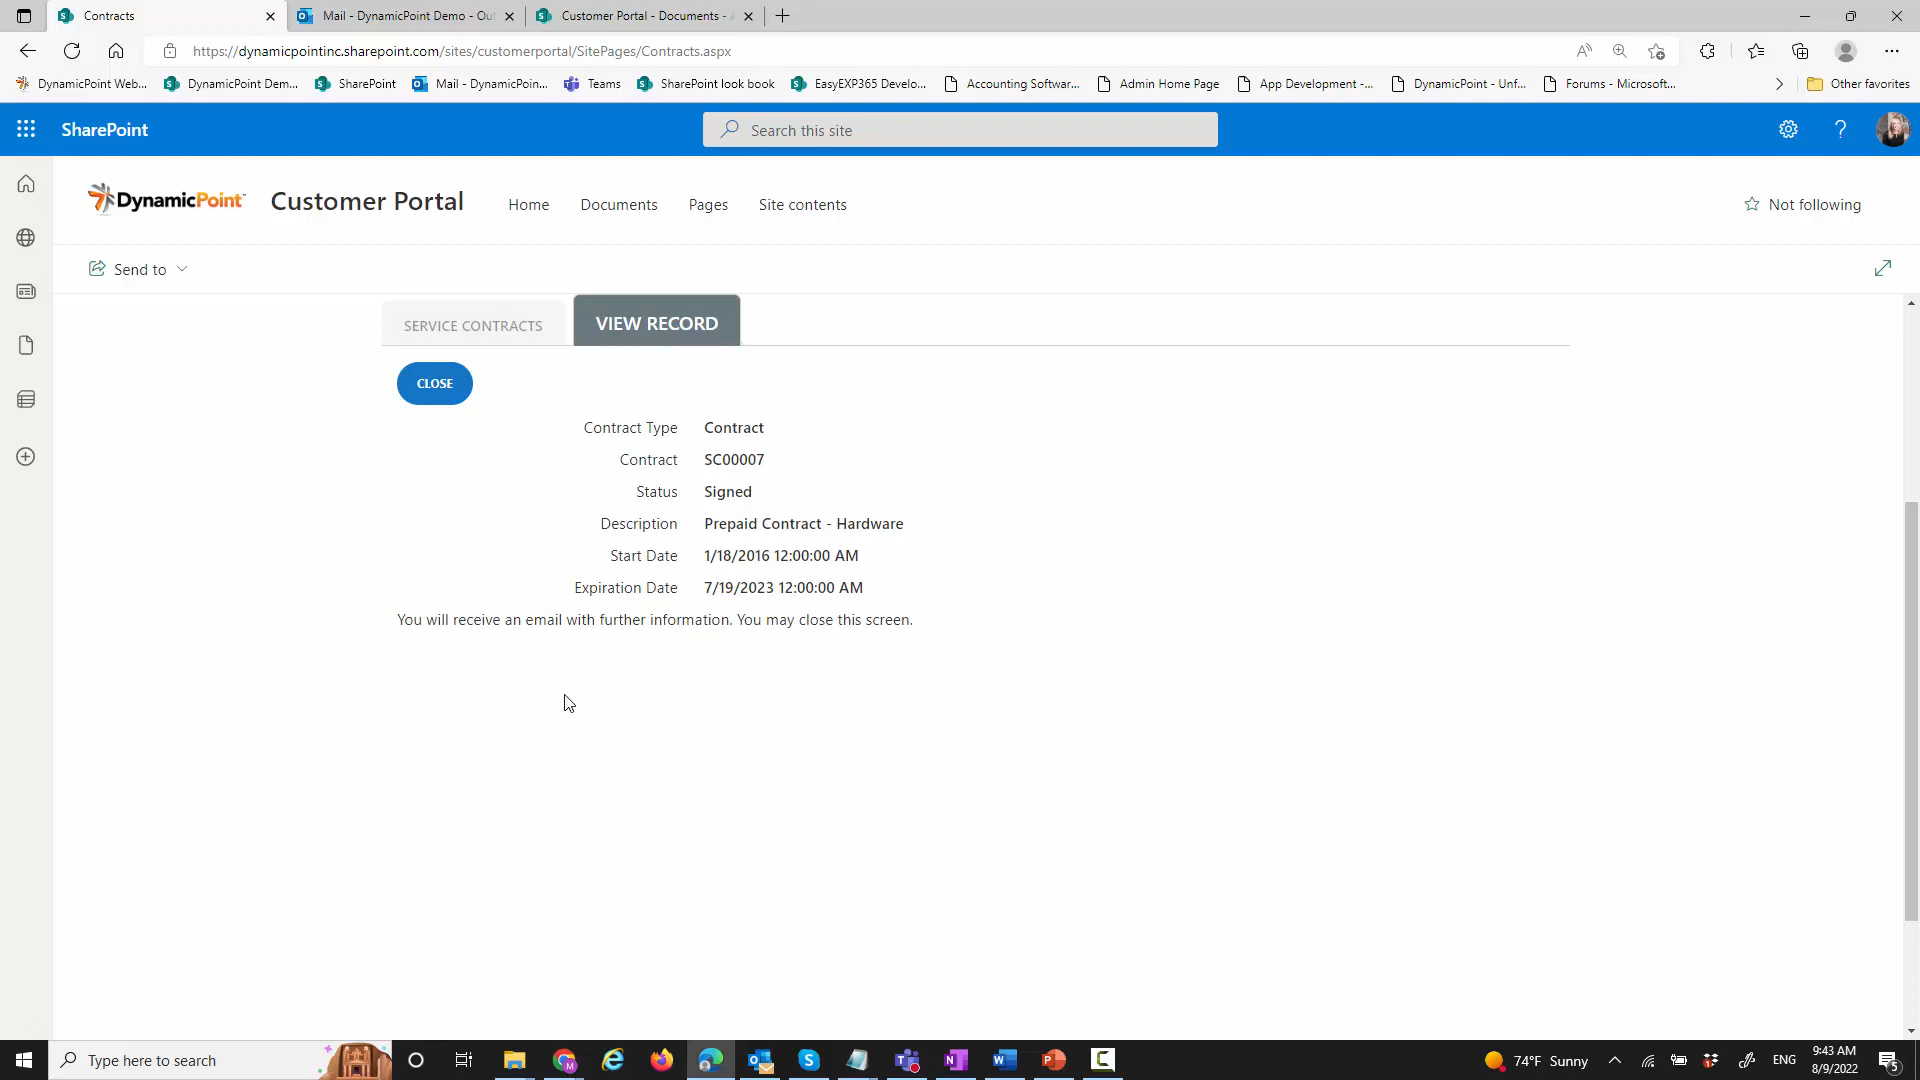 Contracts
Mail - DynamicPoint Demo - Out
Customer Portal - Documents -
https://dynamicpointinc.sharepoint.com/sites/customerportal/SitePages/Contracts.aspx
DynamicPoint Web...
DynamicPoint Dem...
SharePoint
Mail - DynamicPoin...
Teams
SharePoint look book
EasyEXP365 Develo...
Accounting Softwar...
Admin Home Page
App Development -...
DynamicPoint - Unf...
Forums - Microsoft...
Other favorites
SharePoint
Search this site
DynamicPoint
Customer Portal
Home
Documents
Pages
Site contents
Not following
Send to
SERVICE CONTRACTS
VIEW RECORD
CLOSE
Contract Type Contract
Contract SC00007
Status Signed
Description Prepaid Contract - Hardware
Start Date 1/18/2016 12:00:00 AM
Expiration Date 7/19/2023 12:00:00 AM
You will receive an email with further information. You may close this screen.
Type here to search
74°F Sunny
ENG
9:43 AM
8/9/2022
5